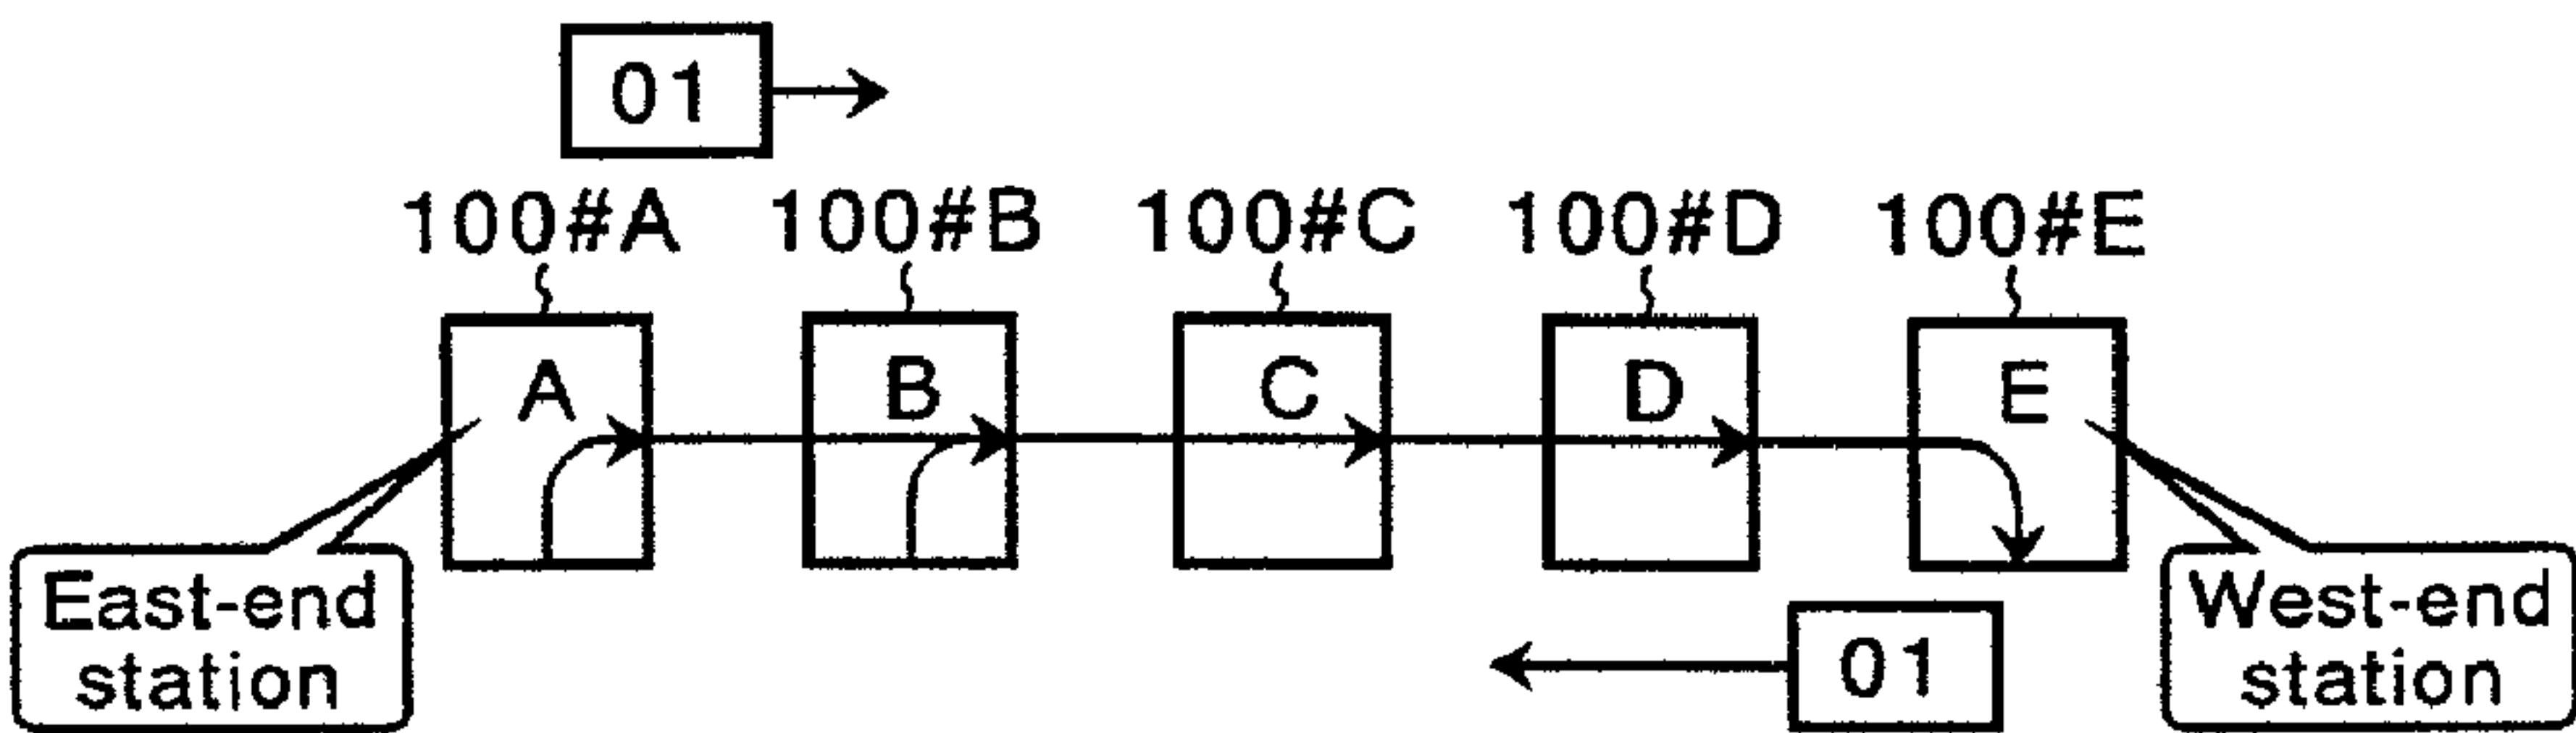 01
100#A 100#B 100#C 100#D 100#E
A B C D E
East-end
station
01
West-end
station